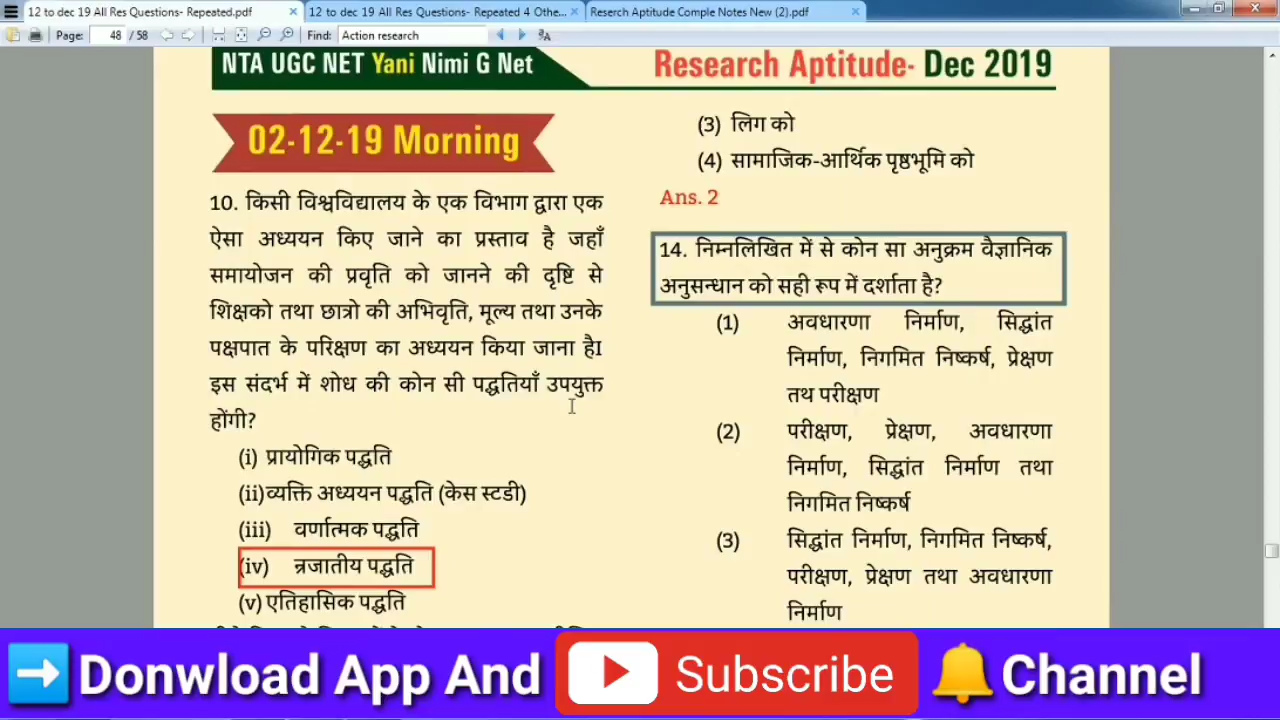 12 to dec 19 All Res Questions- Repeated.pdf
12 to dec 19 All Res Questions- Repeated 4 Othe...
Reserch Aptitude Comple Notes New (2).pdf
Page: 48 / 58 Find: Action research
NTA UGC NET Yani Nimi G Net
Research Aptitude- Dec 2019
02-12-19 Morning
10. किसी विश्वविद्यालय के एक विभाग द्वारा एक
ऐसा अध्ययन किए जाने का प्रस्ताव है जहाँ
समायोजन की प्रवृति को जानने की दृष्टि से
शिक्षको तथा छात्रो की अभिवृति, मूल्य तथा उनके
पक्षपात के परिक्षण का अध्ययन किया जाना हैI
इस संदर्भ में शोध की कोन सी पद्धतियाँ उपयुक्त
होंगी?
(i) प्रायोगिक पद्धति
(ii)व्यक्ति अध्ययन पद्धति (केस स्टडी)
(iii) वर्णात्मक पद्धति
(iv) न्रजातीय पद्धति
(v) एतिहासिक पद्धति
(3) लिग को
(4) सामाजिक-आर्थिक पृष्ठभूमि को
Ans. 2
14. निम्नलिखित में से कोन सा अनुक्रम वैज्ञानिक
अनुसन्धान को सही रूप में दर्शाता है?
(1) अवधारणा निर्माण, सिद्धांत
निर्माण, निगमित निष्कर्ष, प्रेक्षण
तथ परीक्षण
(2) परीक्षण, प्रेक्षण, अवधारणा
निर्माण, सिद्धांत निर्माण तथा
निगमित निष्कर्ष
(3) सिद्धांत निर्माण, निगमित निष्कर्ष,
परीक्षण, प्रेक्षण तथा अवधारणा
निर्माण
Donwload App And Subscribe Channel